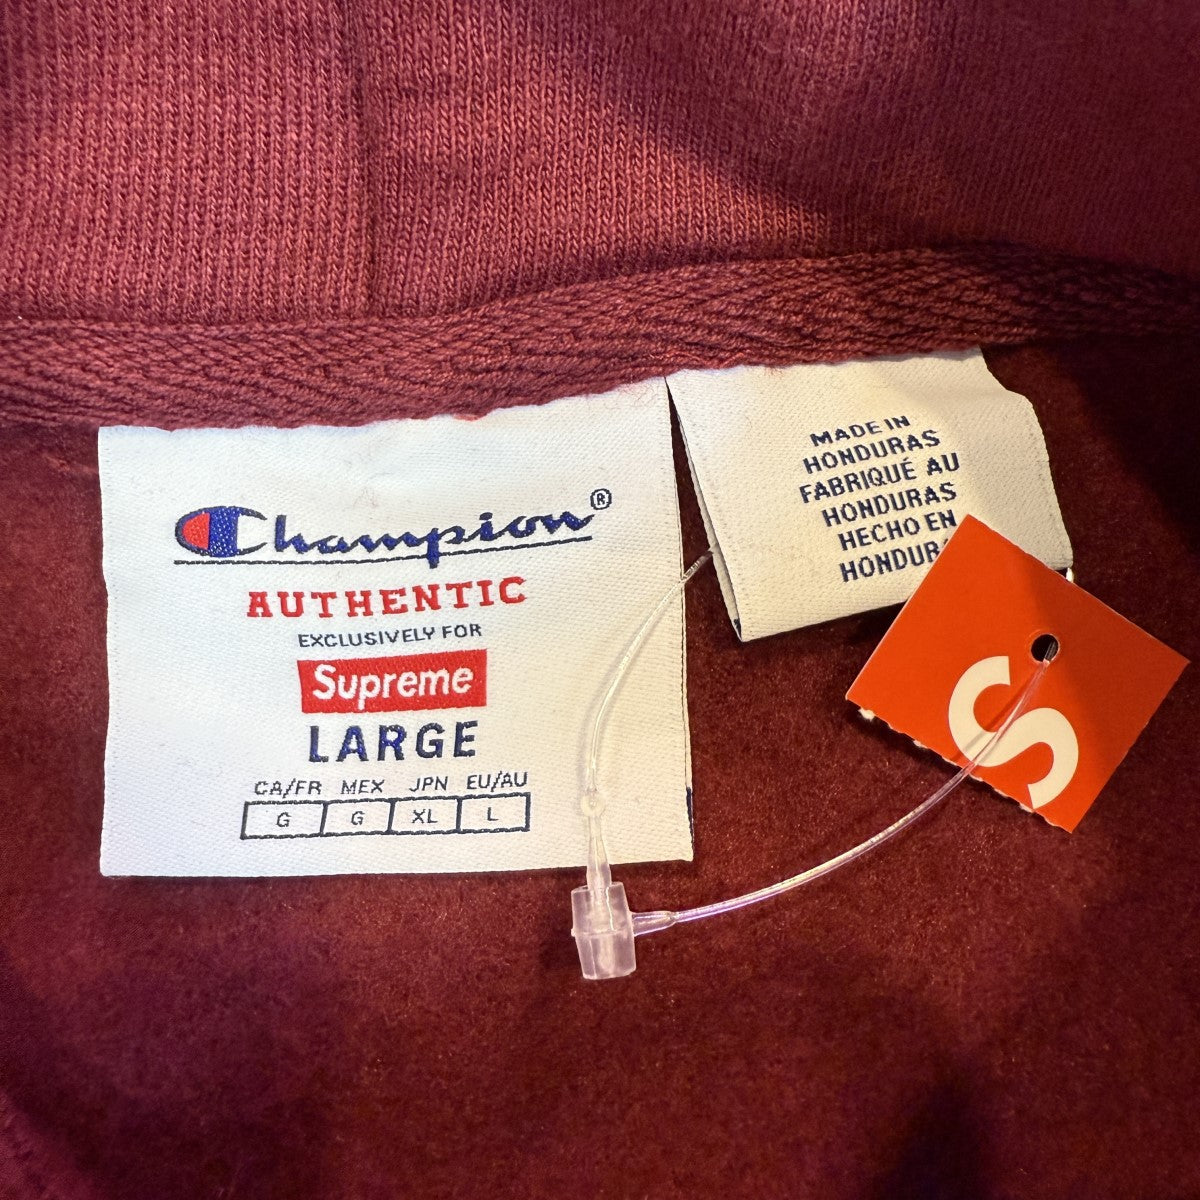 Champion®
AUTHENTIC
EXCLUSIVELY FOR
Supreme
LARGE
CA/FR MEX JPN EU/AU
G G XL L
MADE IN
HONDURAS
FABRIQUÉ AU
HONDURAS
HECHO EN
HONDUR
S